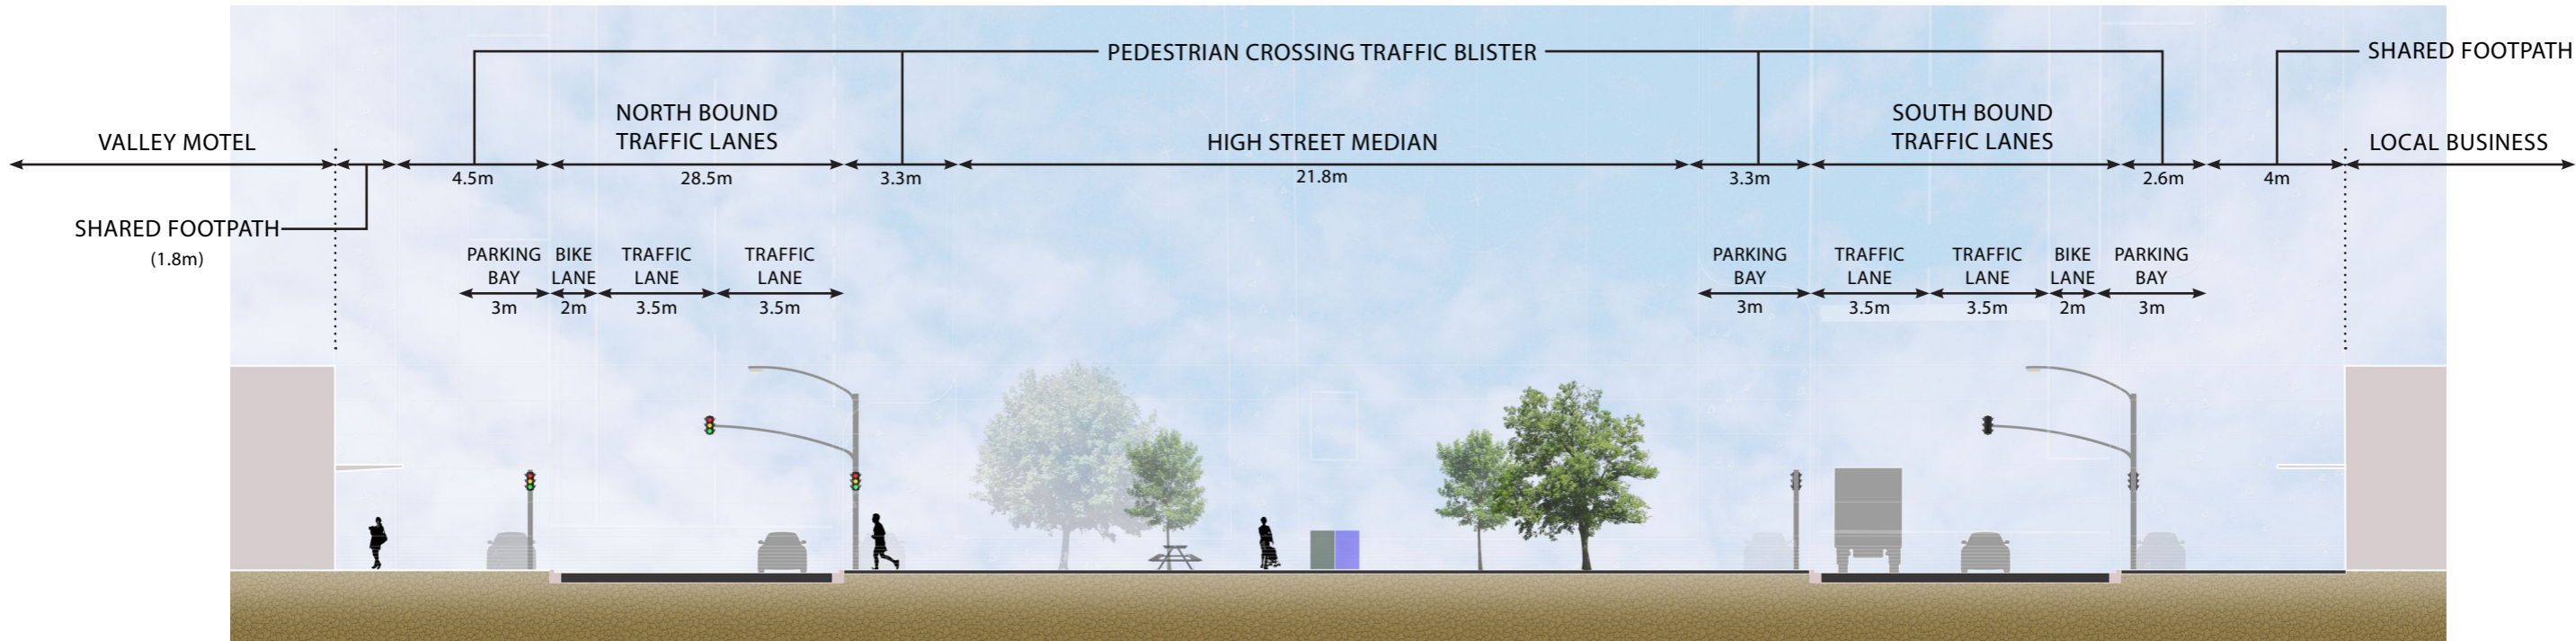 PEDESTRIAN CROSSING TRAFFIC BLISTER
SHARED FOOTPATH
VALLEY MOTEL
NORTH BOUND
TRAFFIC LANES
HIGH STREET MEDIAN
SOUTH BOUND
TRAFFIC LANES
LOCAL BUSINESS
4.5m
28.5m
3.3m
21.8m
3.3m
2.6m
4m
SHARED FOOTPATH
(1.8m)
PARKING
BAY
3m
BIKE
LANE
2m
TRAFFIC
LANE
3.5m
TRAFFIC
LANE
3.5m
PARKING
BAY
3m
TRAFFIC
LANE
3.5m
TRAFFIC
LANE
3.5m
BIKE
LANE
2m
PARKING
BAY
3m